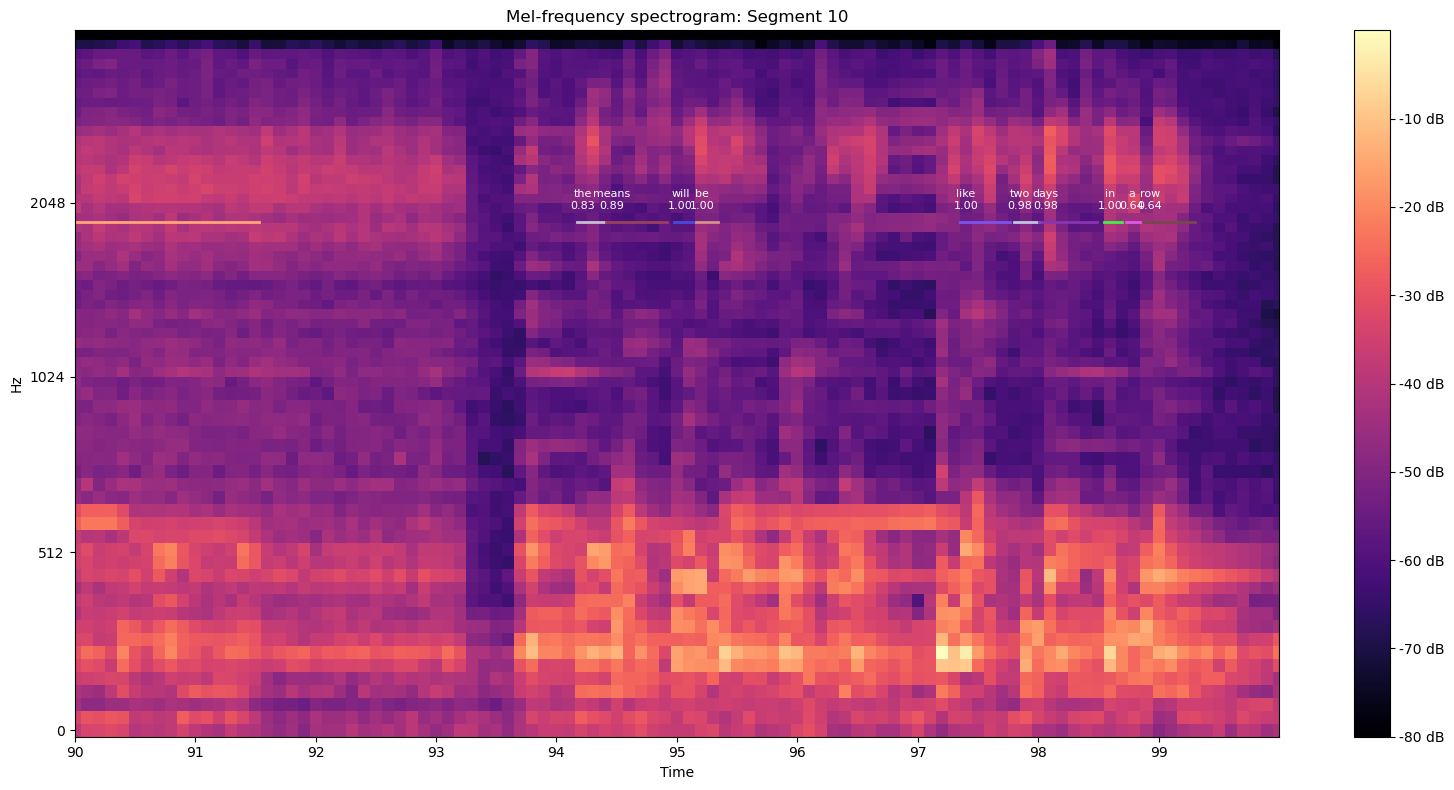 Mel-frequency spectrogram: Segment 10
the means will be like two days in a row
0.83 0.89 1.00 1.00 1.00 0.98 0.98 1.00 0.64 0.64
2048
1024
512
0
Hz
90 91 92 93 94 95 96 97 98 99
Time
-10 dB
-20 dB
-30 dB
-40 dB
-50 dB
-60 dB
-70 dB
-80 dB